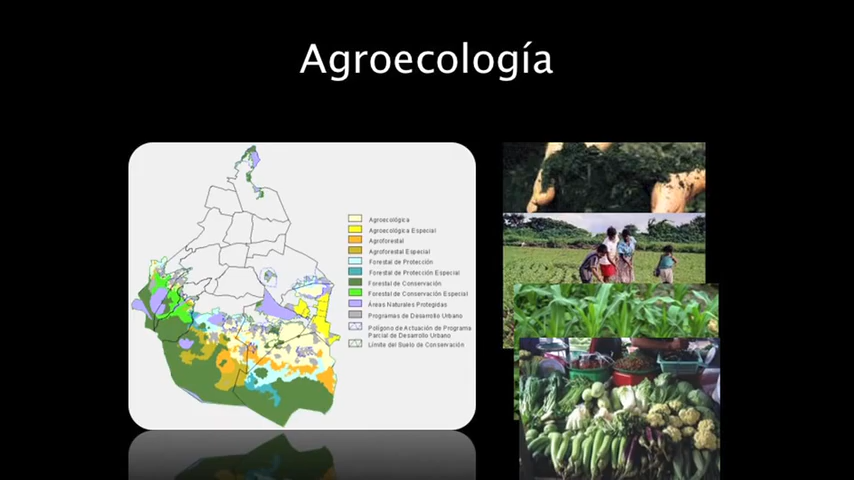 Agroecología
Agroecológica
Agroecológica Especial
Agroforestal
Agroforestal Especial
Forestal de Protección
Forestal de Protección Especial
Forestal de Conservación
Forestal de Conservación Especial
Áreas Naturales Protegidas
Programas de Desarrollo Urbano
Polígono de Actuación de Programa
Parcial de Desarrollo Urbano
Límite del Suelo de Conservación